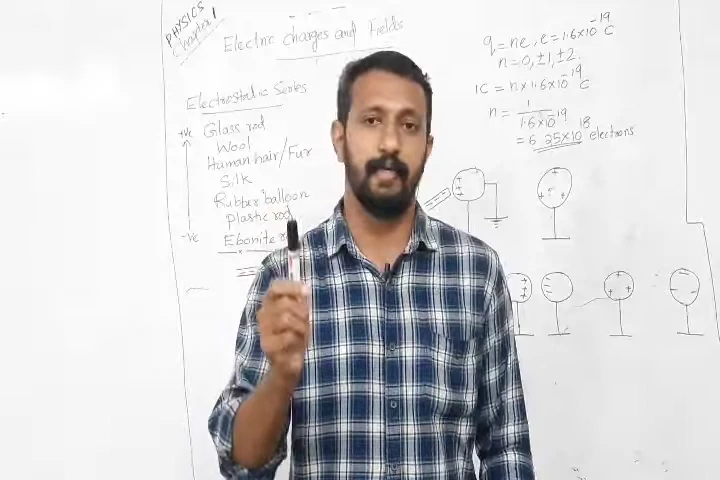 PHYSICS
Chapter 1
Electric charges and Fields
Electrostatic Series
+ve Glass rod
Wool
Human hair/Fur
Silk
Rubber balloon
Plastic rod
-ve Ebonite
q = ne, e = 1.6×10⁻¹⁹ C
n = 0, ±1, ±2.
1C = n × 1.6×10⁻¹⁹ C
n = 1/1.6×10⁻¹⁹
= 6.25×10¹⁸ electrons